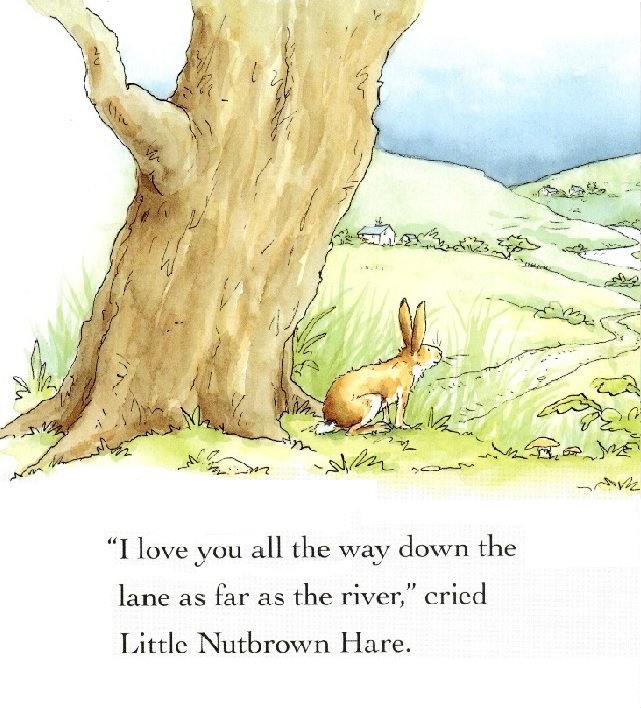 “I love you all the way down the
lane as far as the river,” cried
Little Nutbrown Hare.